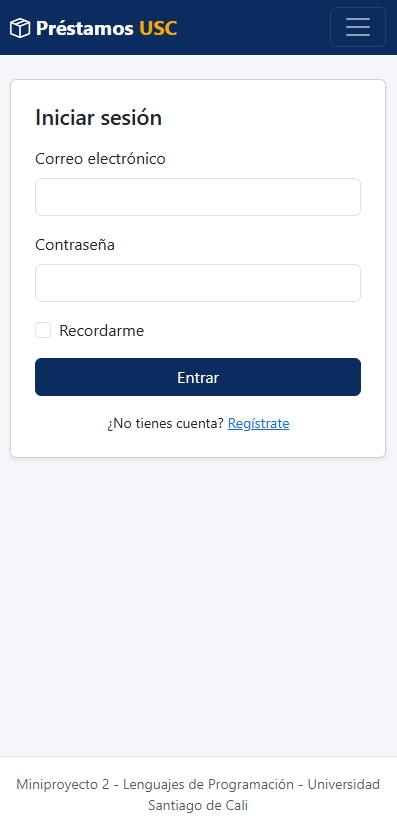 Préstamos USC
Iniciar sesión
Correo electrónico
Contraseña
Recordarme
Entrar
¿No tienes cuenta? Regístrate
Miniproyecto 2 - Lenguajes de Programación - Universidad
Santiago de Cali